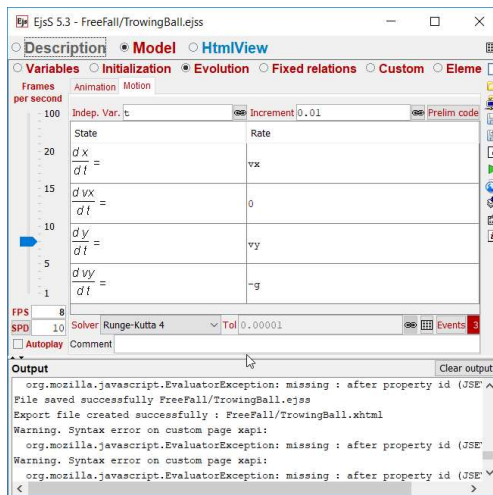 EjsS 5.3 - FreeFall/TrowingBall.ejss
Description Model HtmlView
Variables Initialization Evolution Fixed relations Custom Eleme
Frames per second
Animation Motion
100
20
15
10
5
1
Indep. Var. t Increment 0.01 Prelim code
State Rate
d x / d t = vx
d vx / d t = 0
d y / d t = vy
d vy / d t = -g
FPS 8
SPD 10
Solver Runge-Kutta 4 Tol 0.00001 Events 3
Autoplay Comment
Output Clear output
org.mozilla.javascript.EvaluatorException: missing : after property id (JSE
File saved successfully FreeFall/TrowingBall.ejss
Export file created successfully : FreeFall/TrowingBall.xhtml
Warning. Syntax error on custom page xapi:
org.mozilla.javascript.EvaluatorException: missing : after property id (JSE
Warning. Syntax error on custom page xapi:
org.mozilla.javascript.EvaluatorException: missing : after property id (JSE